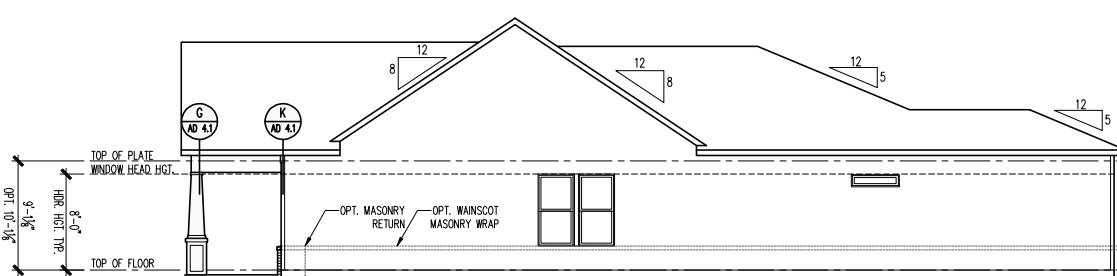 12
8
12
8
12
5
12
5
G
AD 4.1
K
AD 4.1
TOP OF PLATE
WINDOW HEAD HGT.
OPT. MASONRY
RETURN
OPT. WAINSCOT
MASONRY WRAP
TOP OF FLOOR
8'-0"
HDR. HGT. TYP.
9'-1⅛"
OPT. 10'-1⅛"